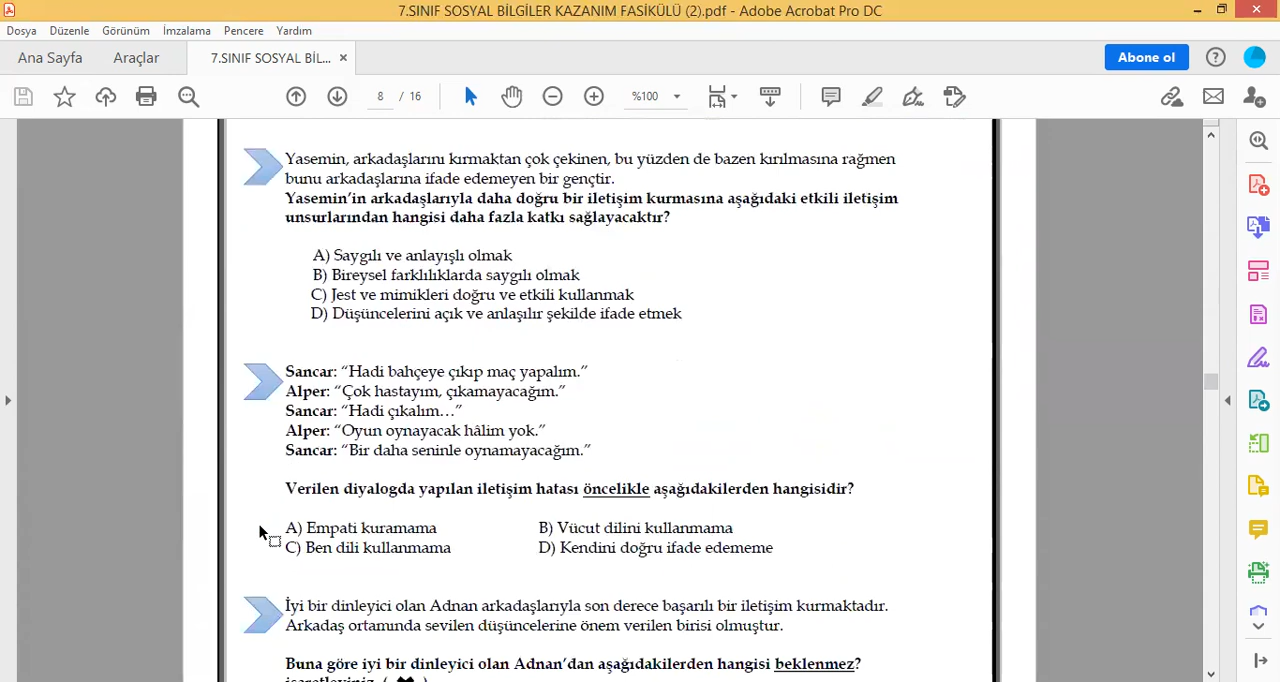 7.SINIF SOSYAL BİLGİLER KAZANIM FASİKÜLÜ (2).pdf - Adobe Acrobat Pro DC
Dosya Düzenle Görünüm İmzalama Pencere Yardım
Ana Sayfa Araçlar 7.SINIF SOSYAL BİL... Abone ol
8 / 16 %100
Yasemin, arkadaşlarını kırmaktan çok çekinen, bu yüzden de bazen kırılmasına rağmen
bunu arkadaşlarına ifade edemeyen bir gençtir.
Yasemin'in arkadaşlarıyla daha doğru bir iletişim kurmasına aşağıdaki etkili iletişim
unsurlarından hangisi daha fazla katkı sağlayacaktır?
A) Saygılı ve anlayışlı olmak
B) Bireysel farklılıklarda saygılı olmak
C) Jest ve mimikleri doğru ve etkili kullanmak
D) Düşüncelerini açık ve anlaşılır şekilde ifade etmek
Sancar: “Hadi bahçeye çıkıp maç yapalım.”
Alper: “Çok hastayım, çıkamayacağım.”
Sancar: “Hadi çıkalım…”
Alper: “Oyun oynayacak hâlim yok.”
Sancar: “Bir daha seninle oynamayacağım.”
Verilen diyalogda yapılan iletişim hatası öncelikle aşağıdakilerden hangisidir?
A) Empati kuramama B) Vücut dilini kullanmama
C) Ben dili kullanmama D) Kendini doğru ifade edememe
İyi bir dinleyici olan Adnan arkadaşlarıyla son derece başarılı bir iletişim kurmaktadır.
Arkadaş ortamında sevilen düşüncelerine önem verilen birisi olmuştur.
Buna göre iyi bir dinleyici olan Adnan'dan aşağıdakilerden hangisi beklenmez?
işaretleyiniz. ( ✖ )